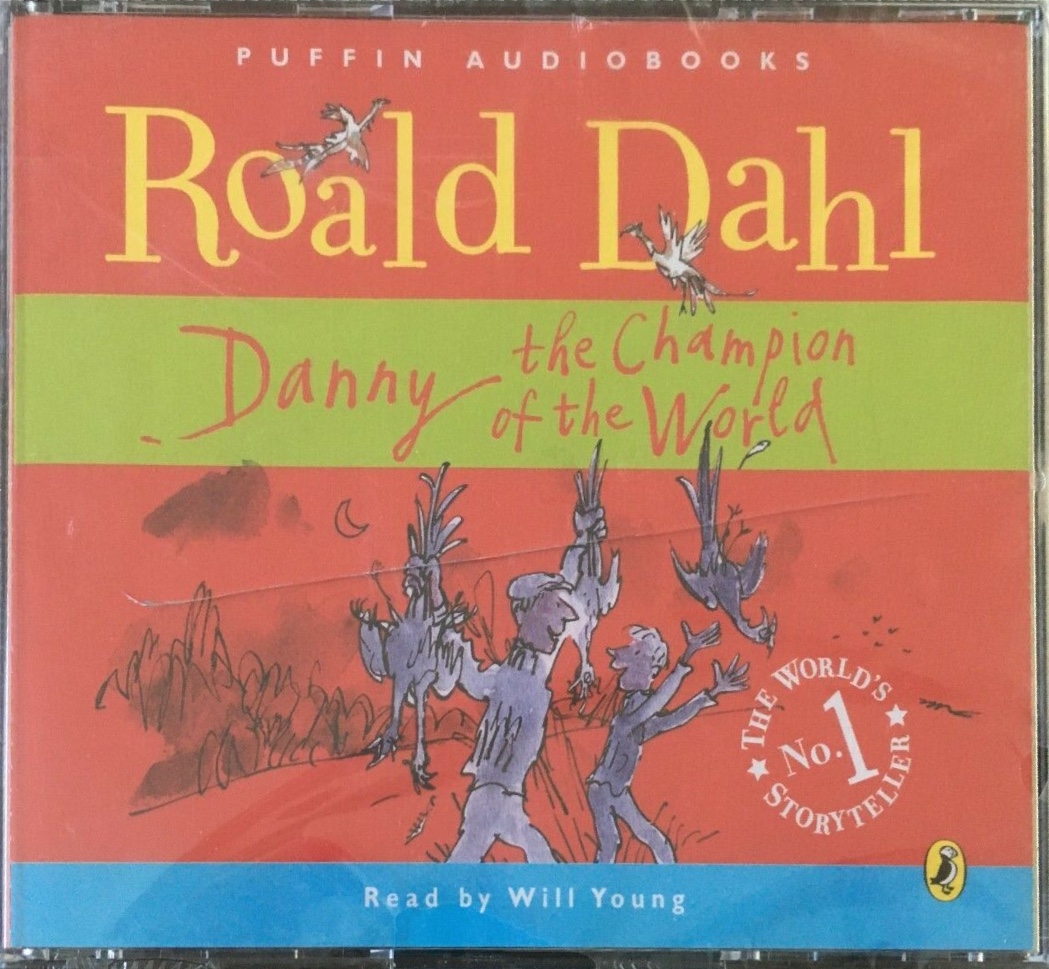 PUFFIN AUDIOBOOKS
Roald Dahl
Danny the Champion
of the World
THE WORLD'S
No.1
STORYTELLER
Read by Will Young